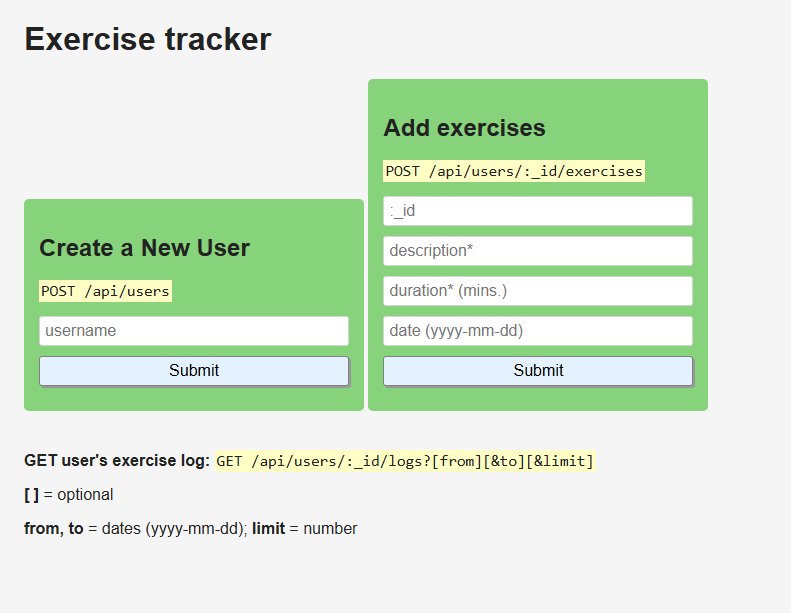 Exercise tracker
Create a New User
POST /api/users
username
Submit
Add exercises
POST /api/users/:_id/exercises
:_id
description*
duration* (mins.)
date (yyyy-mm-dd)
Submit
GET user's exercise log: GET /api/users/:_id/logs?[from][&to][&limit]
[ ] = optional
from, to = dates (yyyy-mm-dd); limit = number